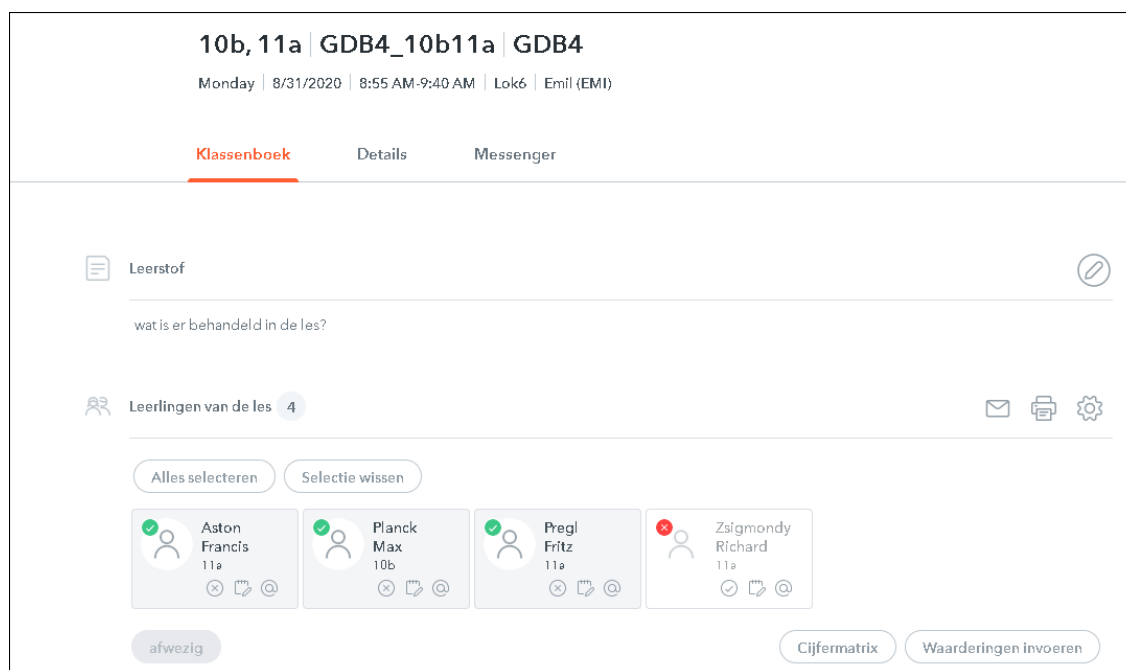 10b, 11a | GDB4_10b11a | GDB4
Monday | 8/31/2020 | 8:55 AM-9:40 AM | Lok6 | Emil (EMI)
Klassenboek Details Messenger
Leerstof
wat is er behandeld in de les?
Leerlingen van de les 4
Alles selecteren Selectie wissen
Aston
Francis
11a
Planck
Max
10b
Pregl
Fritz
11a
Zsigmondy
Richard
11a
afwezig Cijfermatrix Waarderingen invoeren